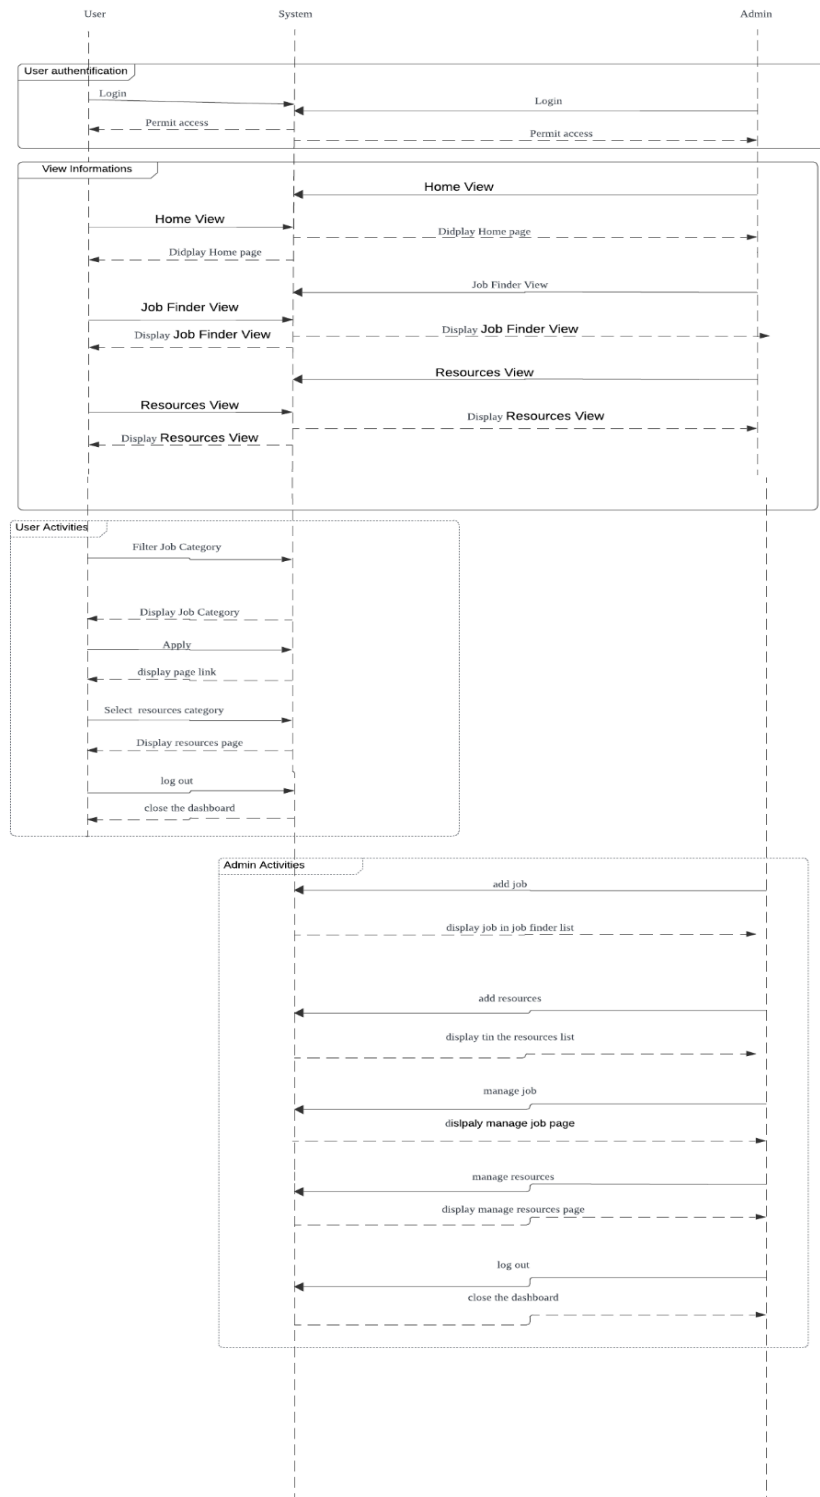 User
System
Admin
User authentification
Login
Login
Permit access
Permit access
View Informations
Home View
Home View
Didplay Home page
Didplay Home page
Job Finder View
Job Finder View
Display Job Finder View
Display Job Finder View
Resources View
Resources View
Display Resources View
Display Resources View
User Activities
Filter Job Category
Display Job Category
Apply
display page link
Select resources category
Display resources page
log out
close the dashboard
Admin Activities
add job
display job in job finder list
add resources
display tin the resources list
manage job
dislpaly manage job page
manage resources
display manage resources page
log out
close the dashboard